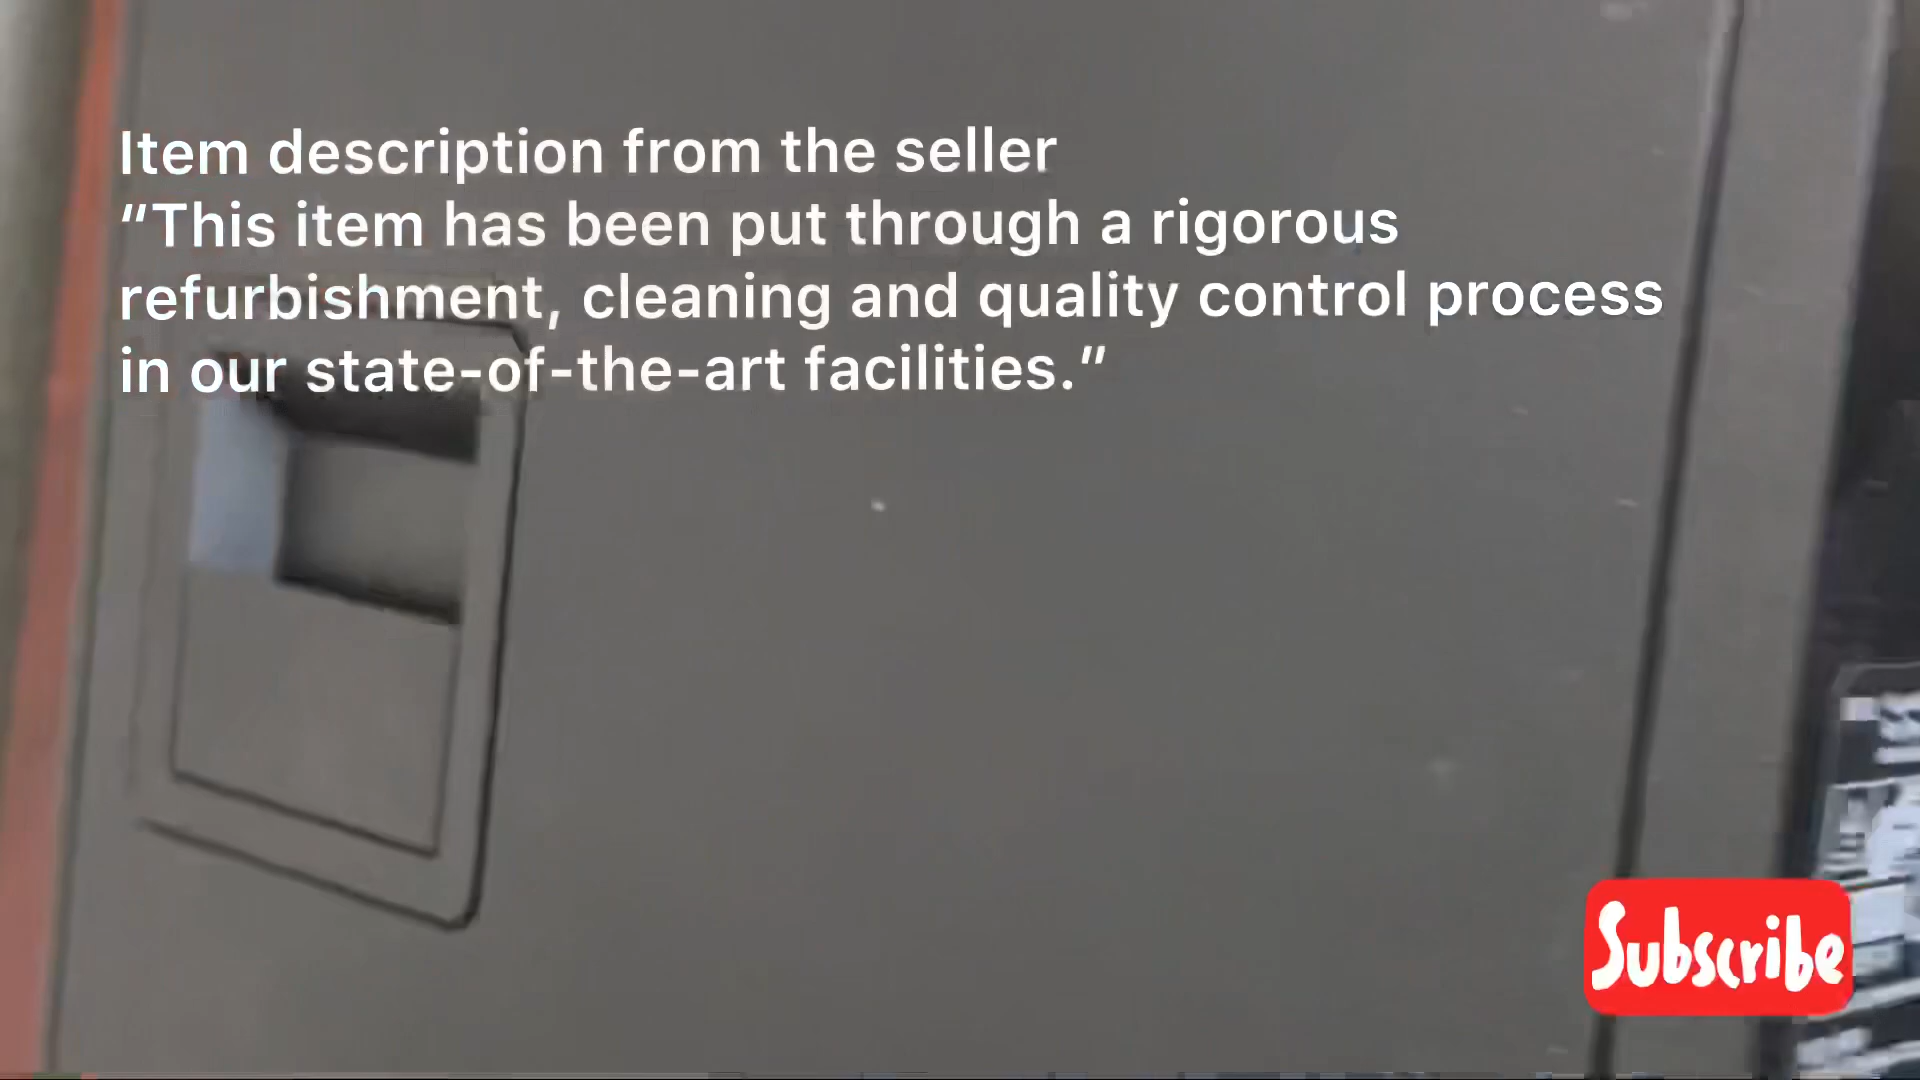 Item description from the seller
“This item has been put through a rigorous
refurbishment, cleaning and quality control process
in our state-of-the-art facilities.”
Subscribe